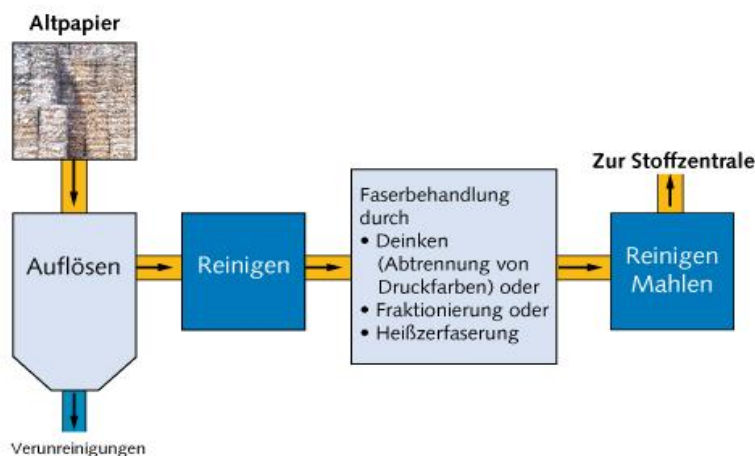 Altpapier
Auflösen
Verunreinigungen
Reinigen
Faserbehandlung
durch
• Deinken
(Abtrennung von
Druckfarben) oder
• Fraktionierung oder
• Heißzerfaserung
Zur Stoffzentrale
Reinigen
Mahlen